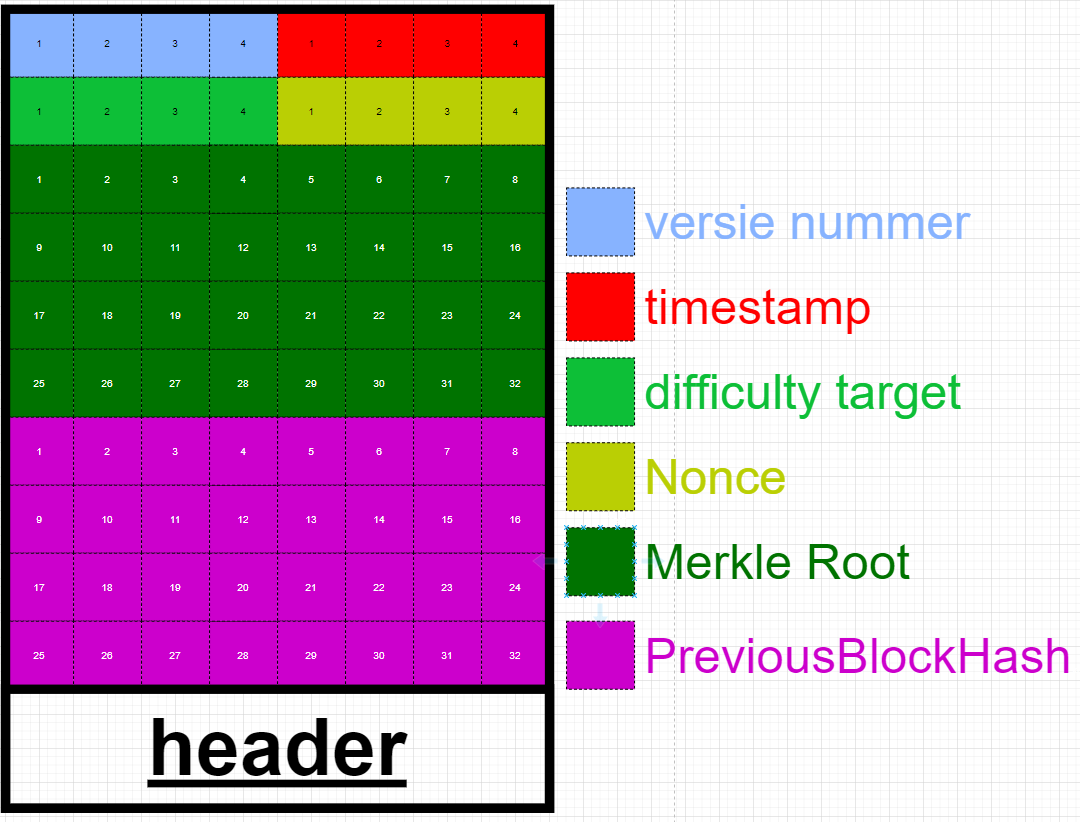 1 2 3 4 1 2 3 4
1 2 3 4 1 2 3 4
1 2 3 4 5 6 7 8
9 10 11 12 13 14 15 16
17 18 19 20 21 22 23 24
25 26 27 28 29 30 31 32
1 2 3 4 5 6 7 8
9 10 11 12 13 14 15 16
17 18 19 20 21 22 23 24
25 26 27 28 29 30 31 32
header
versie nummer
timestamp
difficulty target
Nonce
Merkle Root
PreviousBlockHash